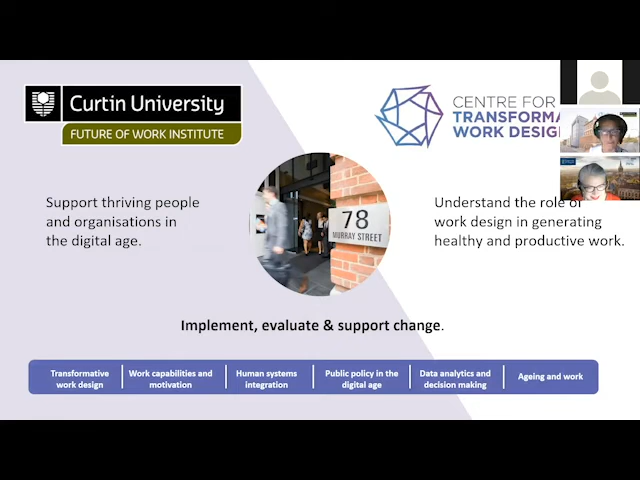 Curtin University
FUTURE OF WORK INSTITUTE
CENTRE FOR
TRANSFORMA
WORK DESIG
Support thriving people
and organisations in
the digital age.
78
MURRAY STREET
Understand the role of
work design in generating
healthy and productive work.
Implement, evaluate & support change.
Transformative
work design
Work capabilities and
motivation
Human systems
integration
Public policy in the
digital age
Data analytics and
decision making
Ageing and work